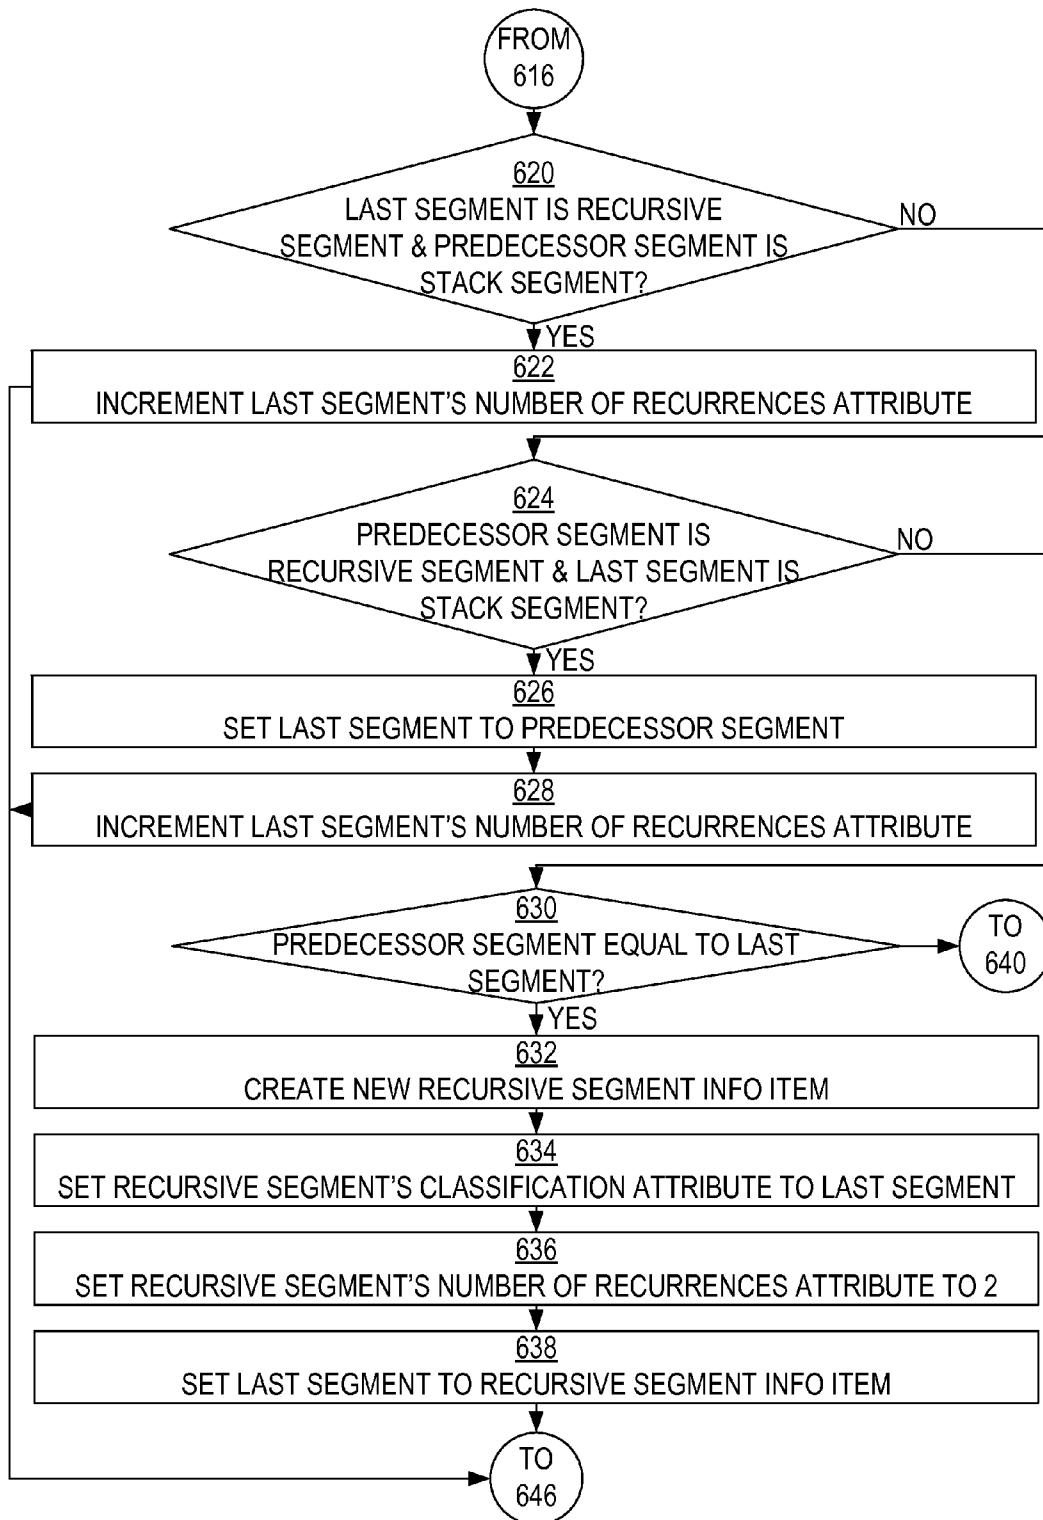 FROM
616
620
LAST SEGMENT IS RECURSIVE
SEGMENT & PREDECESSOR SEGMENT IS
STACK SEGMENT?
NO
YES
622
INCREMENT LAST SEGMENT'S NUMBER OF RECURRENCES ATTRIBUTE
624
PREDECESSOR SEGMENT IS
RECURSIVE SEGMENT & LAST SEGMENT IS
STACK SEGMENT?
NO
YES
626
SET LAST SEGMENT TO PREDECESSOR SEGMENT
628
INCREMENT LAST SEGMENT'S NUMBER OF RECURRENCES ATTRIBUTE
630
PREDECESSOR SEGMENT EQUAL TO LAST
SEGMENT?
TO
640
YES
632
CREATE NEW RECURSIVE SEGMENT INFO ITEM
634
SET RECURSIVE SEGMENT'S CLASSIFICATION ATTRIBUTE TO LAST SEGMENT
636
SET RECURSIVE SEGMENT'S NUMBER OF RECURRENCES ATTRIBUTE TO 2
638
SET LAST SEGMENT TO RECURSIVE SEGMENT INFO ITEM
TO
646